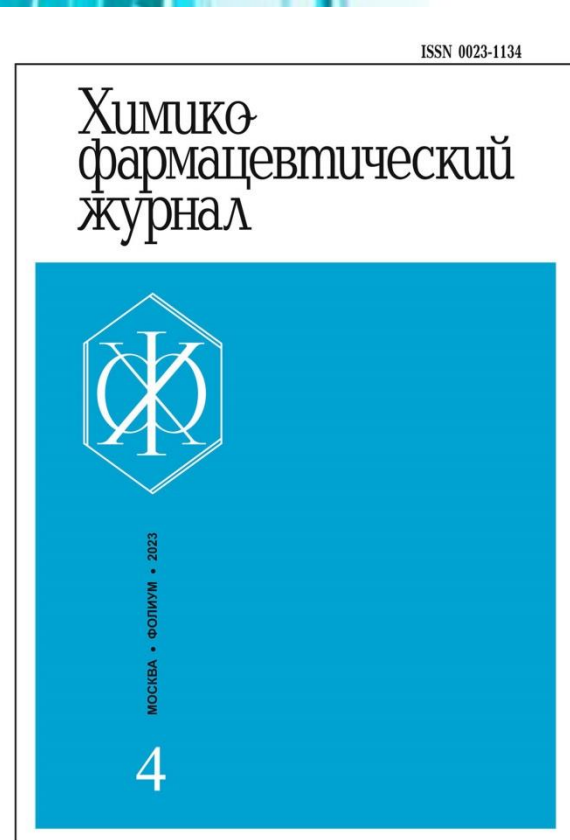 ISSN 0023-1134
Химико-
фармацевтический
журнал
МОСКВА • ФОЛИУМ • 2023
4